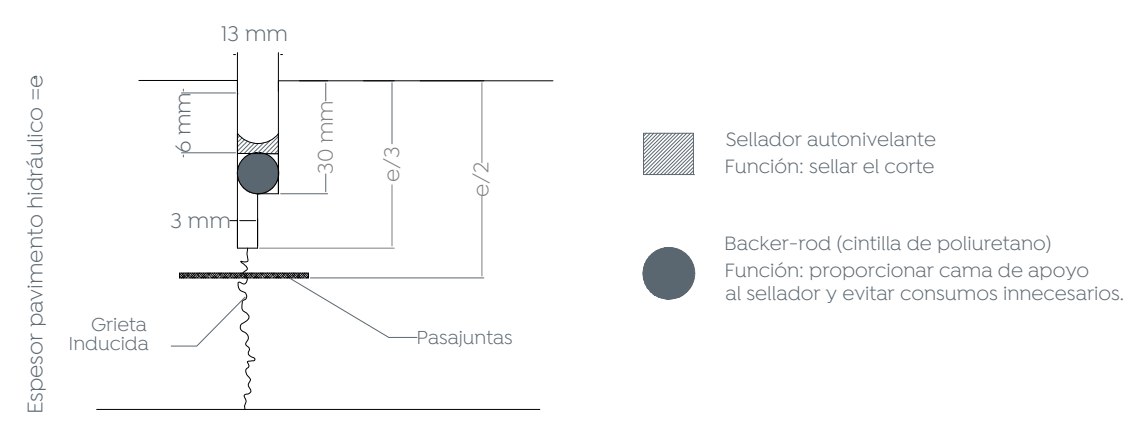 13 mm
Espesor pavimento hidráulico =e
6 mm
30 mm
e/3
e/2
3 mm
Grieta
Inducida
Pasajuntas
Sellador autonivelante
Función: sellar el corte
Backer-rod (cintilla de poliuretano)
Función: proporcionar cama de apoyo
al sellador y evitar consumos innecesarios.